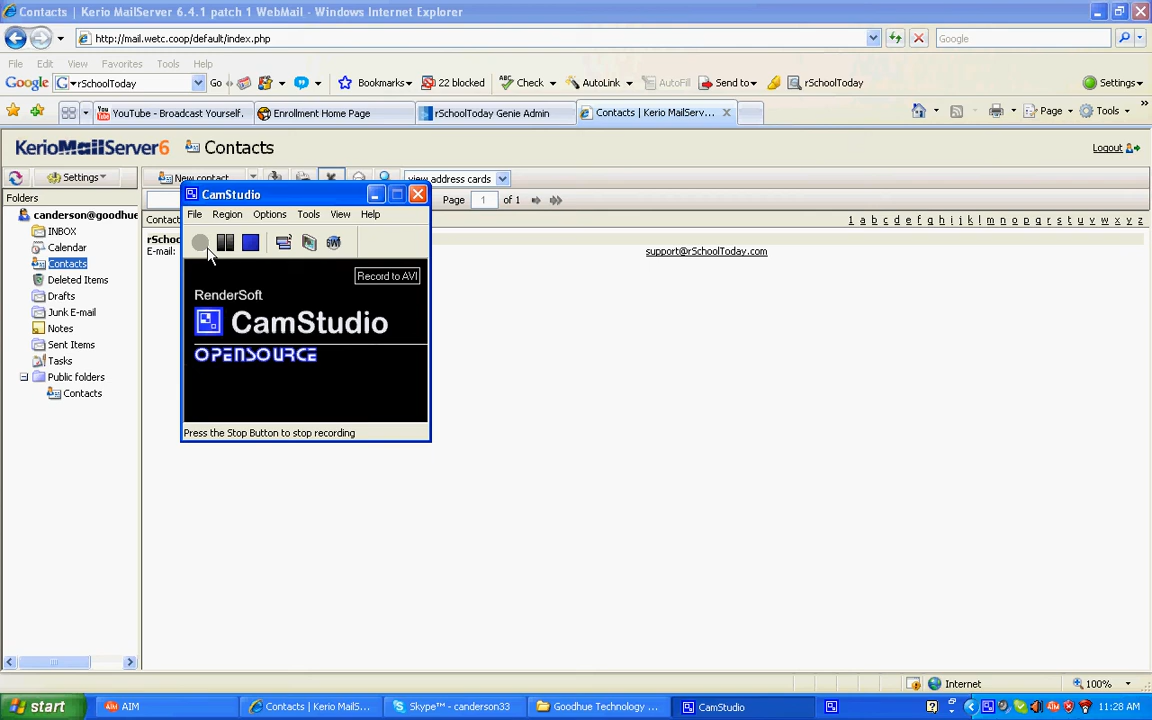 Contacts | Kerio MailServer 6.4.1 patch 1 WebMail - Windows Internet Explorer
http://mail.wetc.coop/default/index.php
Google
File Edit View Favorites Tools Help
Google rSchoolToday Go Bookmarks 22 blocked Check AutoLink AutoFill Send to rSchoolToday Settings
YouTube - Broadcast Yourself. Enrollment Home Page rSchoolToday Genie Admin Contacts | Kerio MailServ... Page Tools
KerioMailServer6 Contacts Logout
Settings New contact view address cards
Folders Page 1 of 1
canderson@goodhue Contac 1 a b c d e f g h i j k l m n o p q r s t u v w x y z
INBOX
Calendar
Contacts
Deleted Items
Drafts
Junk E-mail
Notes
Sent Items
Tasks
Public folders
Contacts
rSchoo
E-mail: support@rSchoolToday.com
CamStudio
File Region Options Tools View Help
Record to AVI
RenderSoft
CamStudio
OPENSOURCE
Press the Stop Button to stop recording
Internet 100%
start AIM Contacts | Kerio MailS... Skype™ - canderson33 Goodhue Technology ... CamStudio 11:28 AM